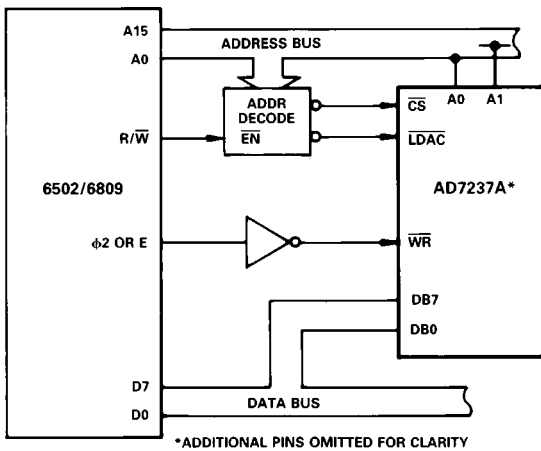 A15
ADDRESS BUS
A0
ADDR
DECODE
EN
CS
A0
A1
LDAC
R/W
6502/6809
AD7237A*
φ2 OR E
WR
DB7
DB0
D7
DATA BUS
D0
*ADDITIONAL PINS OMITTED FOR CLARITY